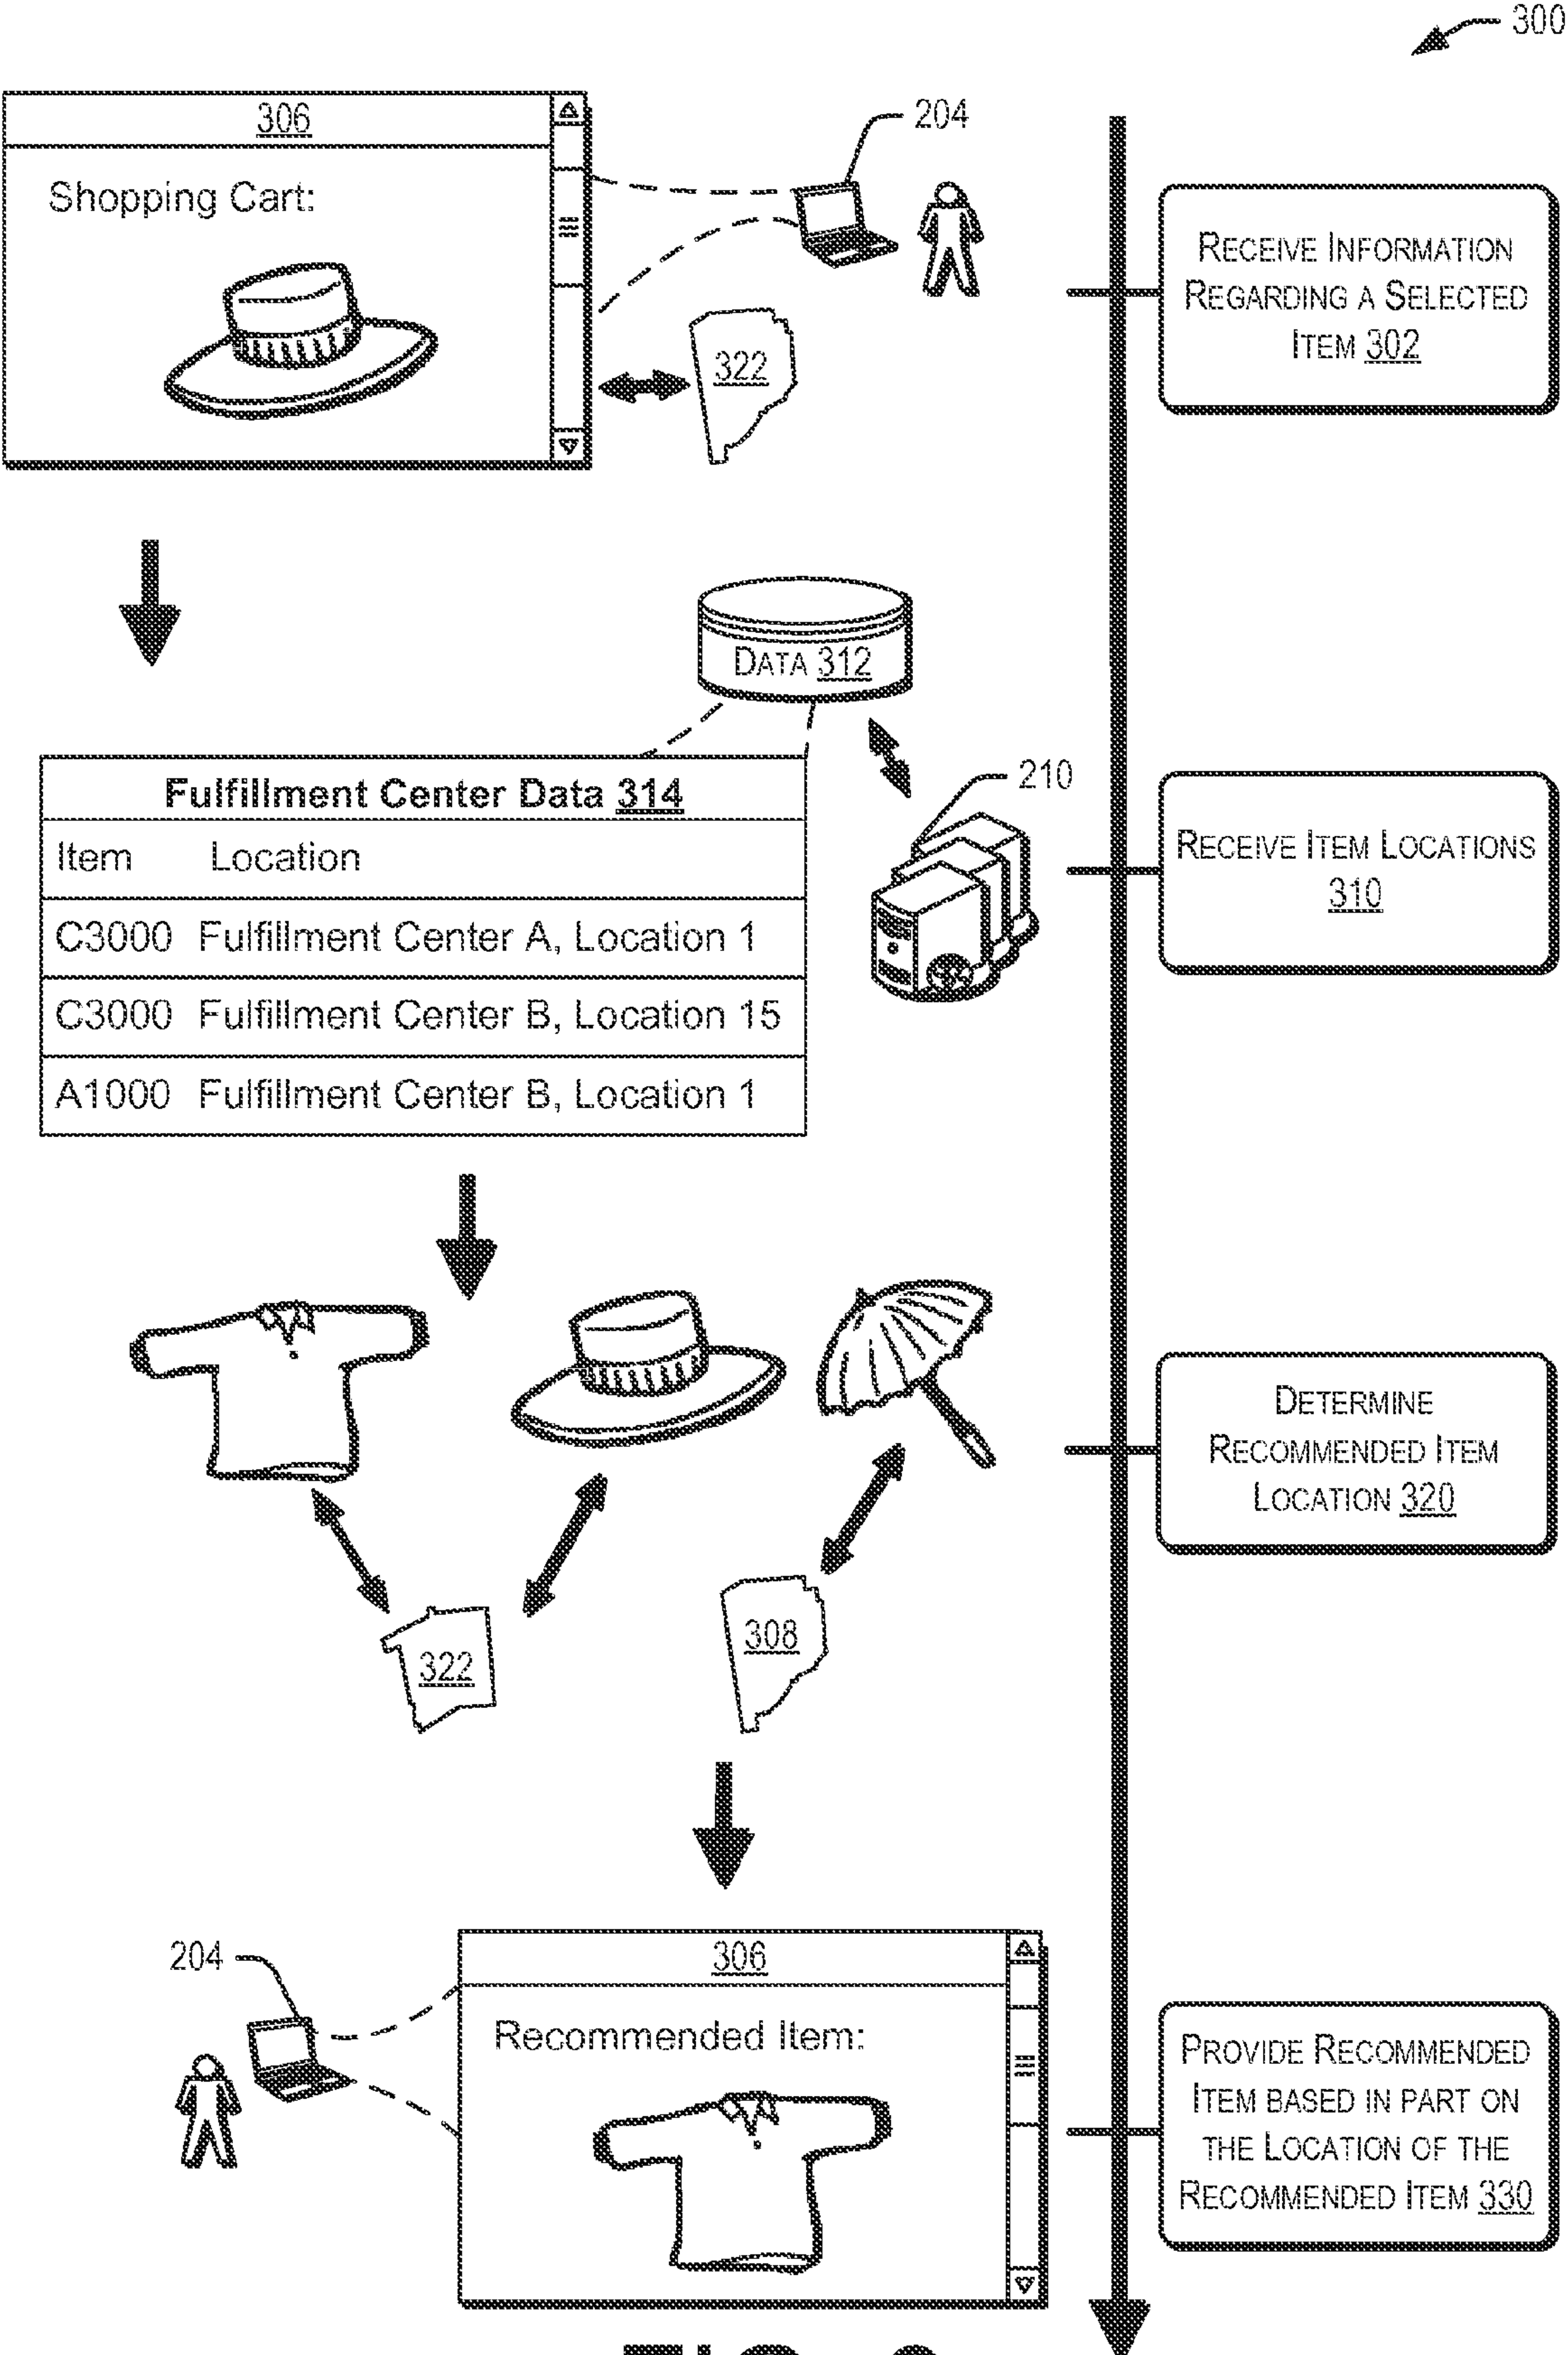 300
306
Shopping Cart:
204
322
RECEIVE INFORMATION
REGARDING A SELECTED
ITEM 302
DATA 312
Fulfillment Center Data 314
Item Location
C3000 Fulfillment Center A, Location 1
C3000 Fulfillment Center B, Location 15
A1000 Fulfillment Center B, Location 1
210
RECEIVE ITEM LOCATIONS
310
322
308
DETERMINE
RECOMMENDED ITEM
LOCATION 320
204
306
Recommended Item:
PROVIDE RECOMMENDED
ITEM BASED IN PART ON
THE LOCATION OF THE
RECOMMENDED ITEM 330